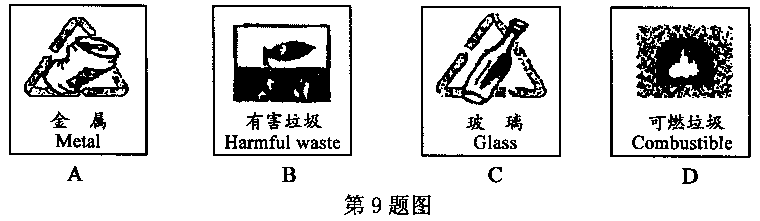 金属
Metal
A
有害垃圾
Harmful waste
B
玻璃
Glass
C
可燃垃圾
Combustible
D
第9题图